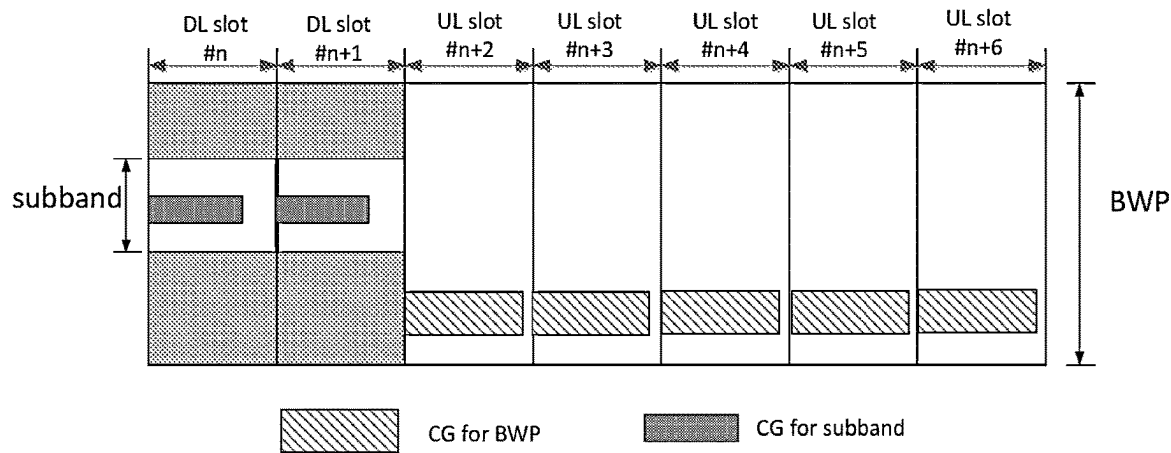 DL slot DL slot UL slot UL slot UL slot UL slot UL slot
#n #n+1 #n+2 #n+3 #n+4 #n+5 #n+6
subband
BWP
CG for BWP CG for subband